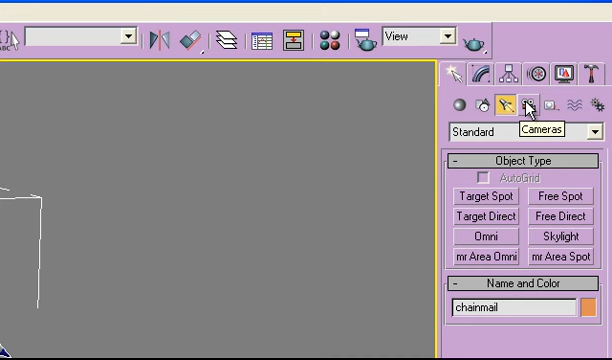 ABC
View
Cameras
Standard
- Object Type
AutoGrid
Target Spot Free Spot
Target Direct Free Direct
Omni Skylight
mr Area Omni mr Area Spot
- Name and Color
chainmail